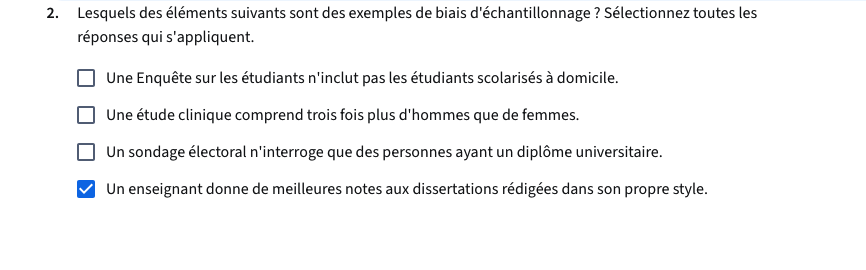 2. Lesquels des éléments suivants sont des exemples de biais d'échantillonnage ? Sélectionnez toutes les
réponses qui s'appliquent.
Une Enquête sur les étudiants n'inclut pas les étudiants scolarisés à domicile.
Une étude clinique comprend trois fois plus d'hommes que de femmes.
Un sondage électoral n'interroge que des personnes ayant un diplôme universitaire.
Un enseignant donne de meilleures notes aux dissertations rédigées dans son propre style.